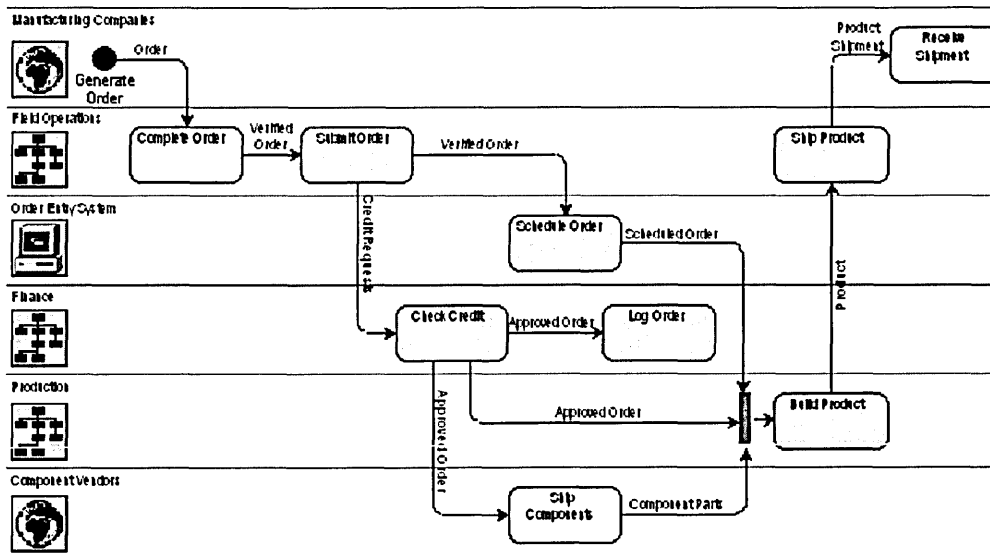 Manufacturing Companies
Order
Generate
Order
Product
Shipment
Receive
Shipment
Field Operations
Complete Order
Verified
Order
Submit Order
Verified Order
Ship Product
Order Entry System
Credit Requests
Schedule Order
Scheduled Order
Product
Finance
Check Credit
Approved Order
Log Order
Production
Approved Order
Approved Order
Build Product
Component Vendors
Ship
Components
Component Parts